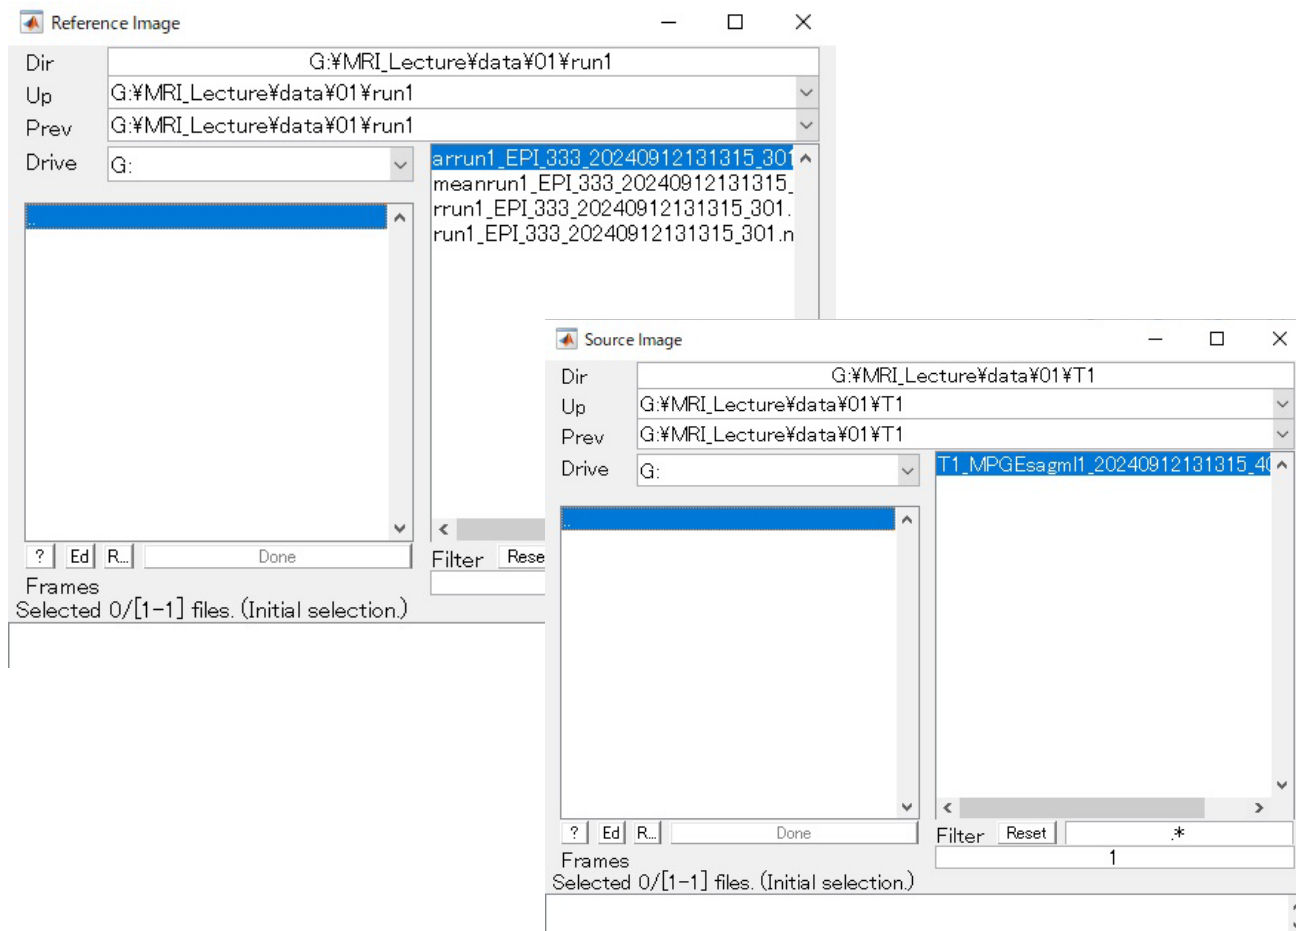 Reference Image
Dir G:¥MRI_Lecture¥data¥01¥run1
Up G:¥MRI_Lecture¥data¥01¥run1
Prev G:¥MRI_Lecture¥data¥01¥run1
Drive G:
arrun1_EPI_333_20240912131315_301
meanrun1_EPI_333_20240912131315_
rrun1_EPI_333_20240912131315_301.
run1_EPI_333_20240912131315_301.n
..
? Ed R... Done Filter Rese
Frames
Selected 0/[1-1] files. (Initial selection.)
Source Image
Dir G:¥MRI_Lecture¥data¥01¥T1
Up G:¥MRI_Lecture¥data¥01¥T1
Prev G:¥MRI_Lecture¥data¥01¥T1
Drive G:
T1_MPGEsagml1_20240912131315_40
..
? Ed R... Done Filter Reset .*
Frames 1
Selected 0/[1-1] files. (Initial selection.)